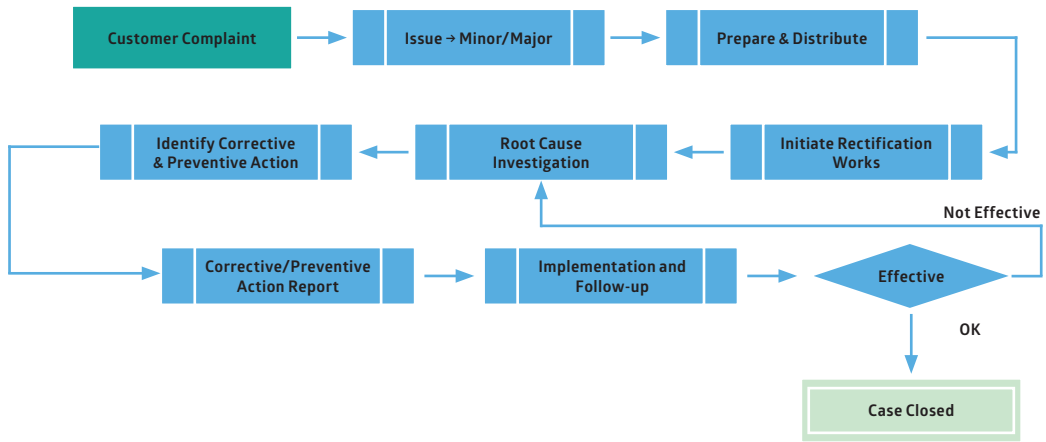 Customer Complaint
Issue → Minor/Major
Prepare & Distribute
Identify Corrective
& Preventive Action
Root Cause
Investigation
Initiate Rectification
Works
Not Effective
Corrective/Preventive
Action Report
Implementation and
Follow-up
Effective
OK
Case Closed